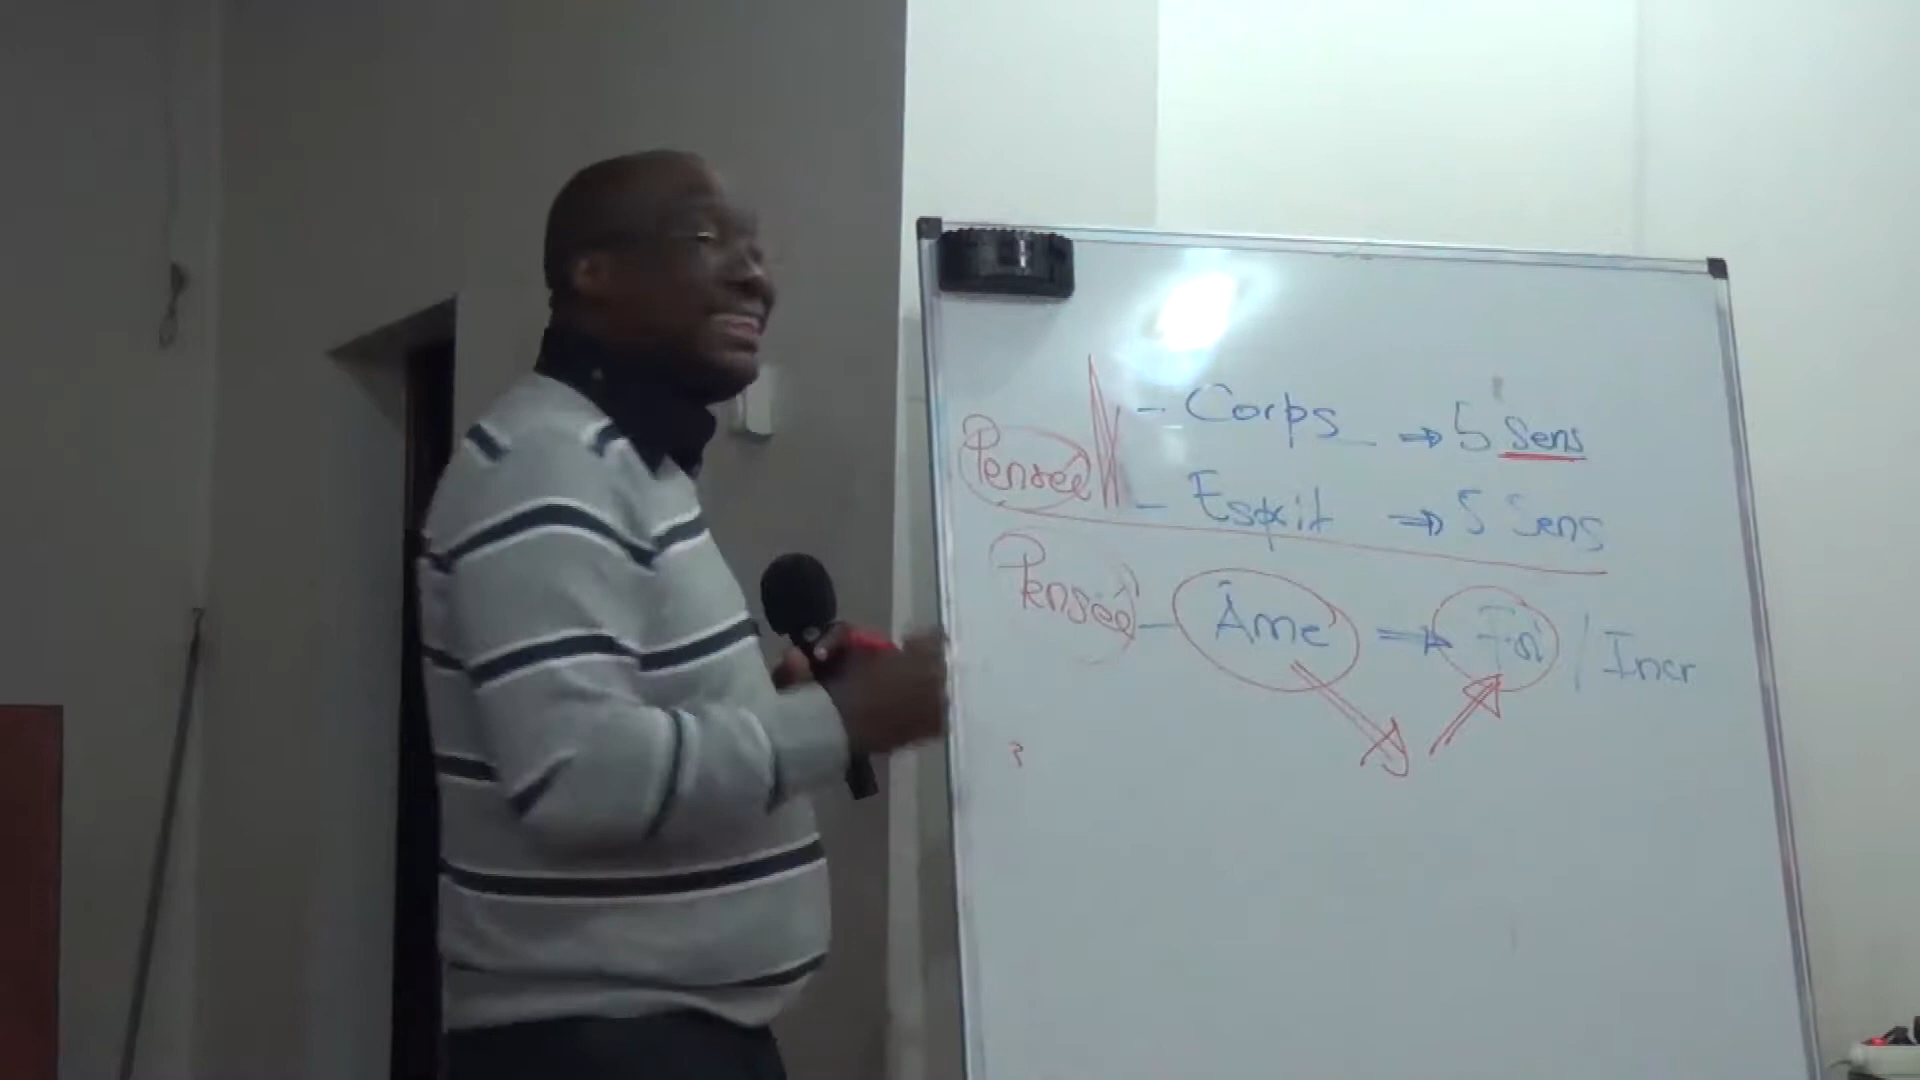 - Corps => 5 Sens
Pensée
- Esprit => 5 Sens
Pensée - Âme => Foi / Incr